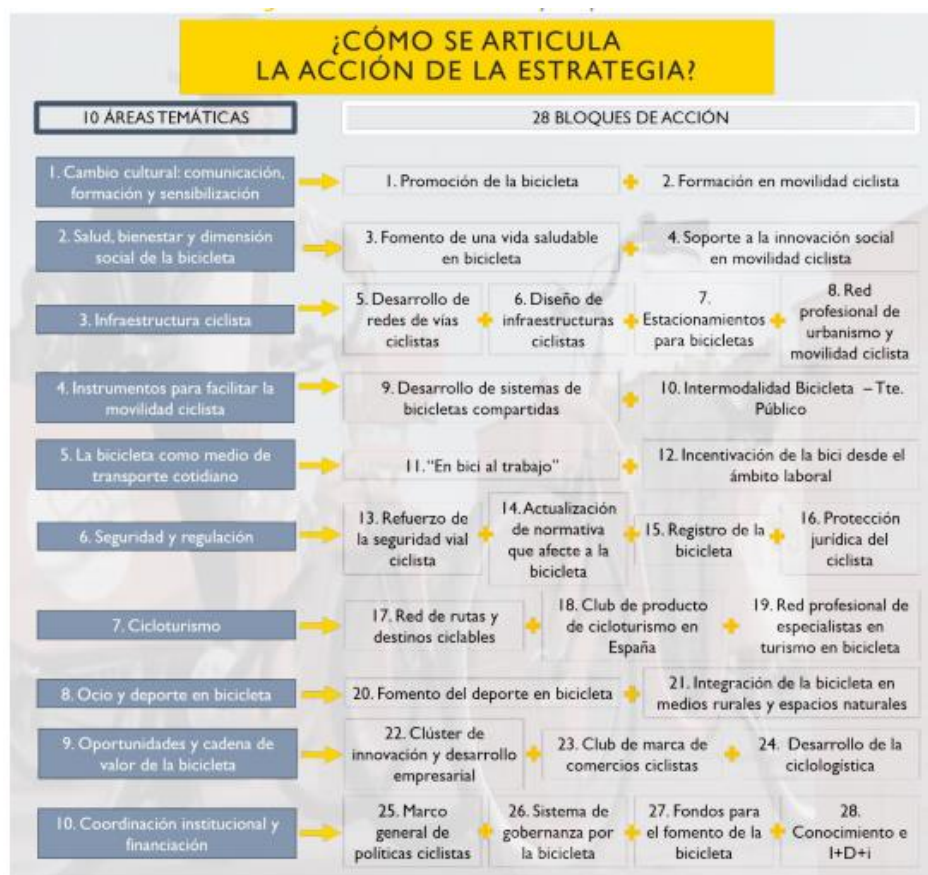 ¿CÓMO SE ARTICULA
LA ACCIÓN DE LA ESTRATEGIA?
10 ÁREAS TEMÁTICAS
28 BLOQUES DE ACCIÓN
1. Cambio cultural: comunicación,
formación y sensibilización
1. Promoción de la bicicleta
2. Formación en movilidad ciclista
2. Salud, bienestar y dimensión
social de la bicicleta
3. Fomento de una vida saludable
en bicicleta
4. Soporte a la innovación social
en movilidad ciclista
3. Infraestructura ciclista
5. Desarrollo de
redes de vías
ciclistas
6. Diseño de
infraestructuras
ciclistas
7.
Estacionamientos
para bicicletas
8. Red
profesional de
urbanismo y
movilidad ciclista
4. Instrumentos para facilitar la
movilidad ciclista
9. Desarrollo de sistemas de
bicicletas compartidas
10. Intermodalidad Bicicleta – Tte.
Público
5. La bicicleta como medio de
transporte cotidiano
11. "En bici al trabajo"
12. Incentivación de la bici desde el
ámbito laboral
6. Seguridad y regulación
13. Refuerzo de
la seguridad vial
ciclista
14. Actualización
de normativa
que afecte a la
bicicleta
15. Registro de la
bicicleta
16. Protección
jurídica del
ciclista
7. Cicloturismo
17. Red de rutas y
destinos ciclables
18. Club de producto
de cicloturismo en
España
19. Red profesional de
especialistas en
turismo en bicicleta
8. Ocio y deporte en bicicleta
20. Fomento del deporte en bicicleta
21. Integración de la bicicleta en
medios rurales y espacios naturales
9. Oportunidades y cadena de
valor de la bicicleta
22. Clúster de
innovación y desarrollo
empresarial
23. Club de marca de
comercios ciclistas
24. Desarrollo de la
ciclologística
10. Coordinación institucional y
financiación
25. Marco
general de
políticas ciclistas
26. Sistema de
gobernanza por
la bicicleta
27. Fondos para
el fomento de la
bicicleta
28.
Conocimiento e
I+D+i